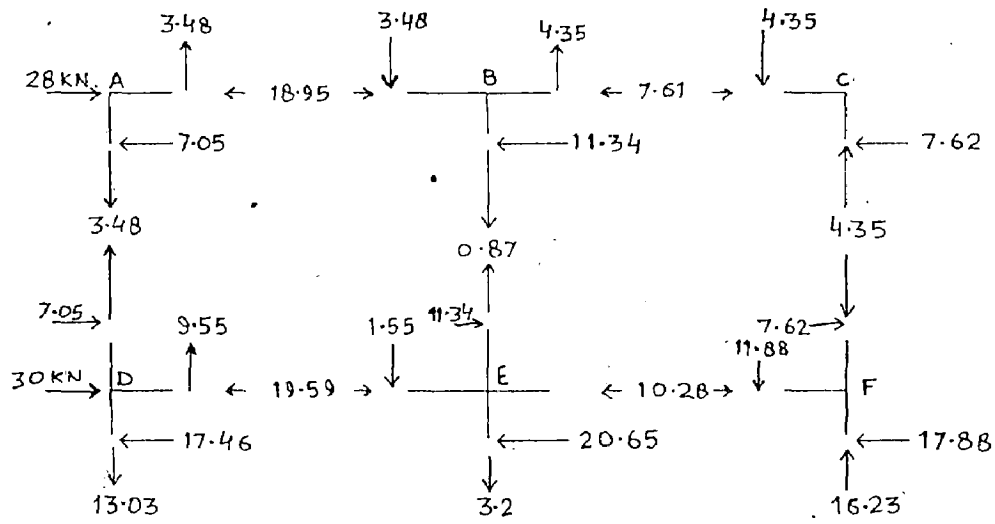 3.48 3.48 4.35 4.35
28 KN. A 18.95 B 7.61 C
7.05 11.34 7.62
3.48 0.87 4.35
7.05 9.55 1.55 11.34 7.62
11.88
30 KN D 19.59 E 10.28 F
17.46 20.65 17.88
13.03 3.2 16.23